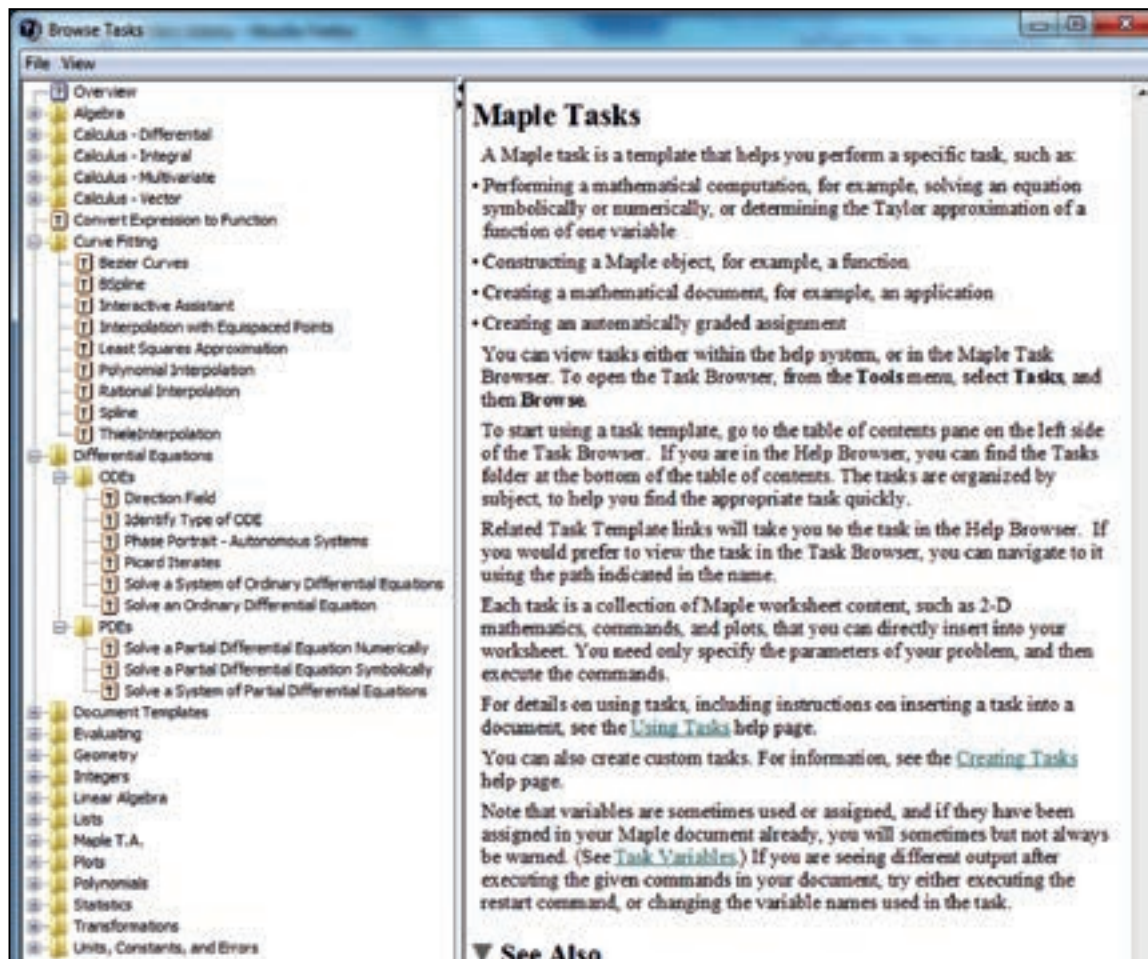 Browse Tasks
File View
Overview
Algebra
Calculus - Differential
Calculus - Integral
Calculus - Multivariate
Calculus - Vector
Convert Expression to Function
Curve Fitting
Bezier Curves
BSpline
Interactive Assistant
Interpolation with Equispaced Points
Least Squares Approximation
Polynomial Interpolation
Rational Interpolation
Spline
ThieleInterpolation
Differential Equations
ODEs
Direction Field
Identify Type of ODE
Phase Portrait - Autonomous Systems
Picard Iterates
Solve a System of Ordinary Differential Equations
Solve an Ordinary Differential Equation
PDEs
Solve a Partial Differential Equation Numerically
Solve a Partial Differential Equation Symbolically
Solve a System of Partial Differential Equations
Document Templates
Evaluating
Geometry
Integers
Linear Algebra
Lists
Maple T.A.
Plots
Polynomials
Statistics
Transformations
Units, Constants, and Errors
Maple Tasks
A Maple task is a template that helps you perform a specific task, such as:
• Performing a mathematical computation, for example, solving an equation
symbolically or numerically, or determining the Taylor approximation of a
function of one variable
• Constructing a Maple object, for example, a function
• Creating a mathematical document, for example, an application
• Creating an automatically graded assignment
You can view tasks either within the help system, or in the Maple Task
Browser. To open the Task Browser, from the Tools menu, select Tasks, and
then Browse.
To start using a task template, go to the table of contents pane on the left side
of the Task Browser. If you are in the Help Browser, you can find the Tasks
folder at the bottom of the table of contents. The tasks are organized by
subject, to help you find the appropriate task quickly.
Related Task Template links will take you to the task in the Help Browser. If
you would prefer to view the task in the Task Browser, you can navigate to it
using the path indicated in the name.
Each task is a collection of Maple worksheet content, such as 2-D
mathematics, commands, and plots, that you can directly insert into your
worksheet. You need only specify the parameters of your problem, and then
execute the commands.
For details on using tasks, including instructions on inserting a task into a
document, see the Using Tasks help page.
You can also create custom tasks. For information, see the Creating Tasks
help page.
Note that variables are sometimes used or assigned, and if they have been
assigned in your Maple document already, you will sometimes but not always
be warned. (See Task Variables.) If you are seeing different output after
executing the given commands in your document, try either executing the
restart command, or changing the variable names used in the task.
▼ See Also